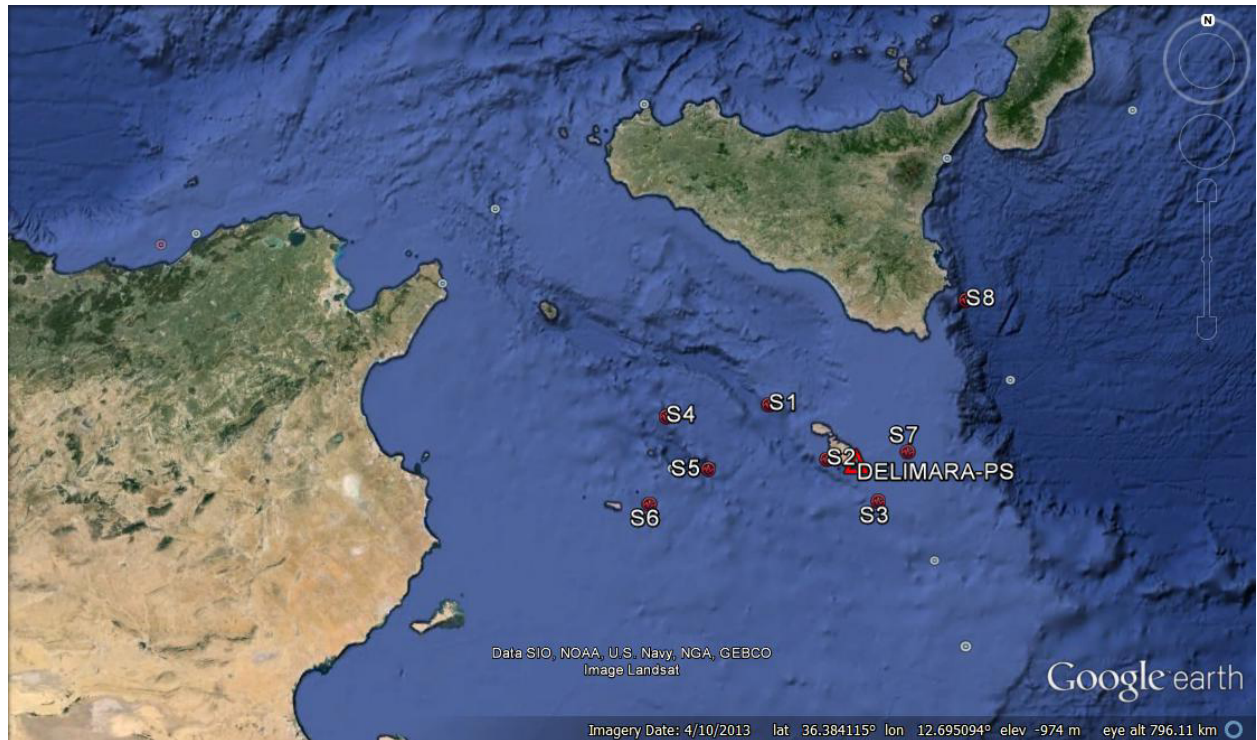 N
S8
S1
S4
S7
S2
S5
DELIMARA-PS
S3
S6
Data SIO, NOAA, U.S. Navy, NGA, GEBCO
Image Landsat
Google earth
Imagery Date: 4/10/2013 lat 36.384115° lon 12.695094° elev -974 m eye alt 796.11 km